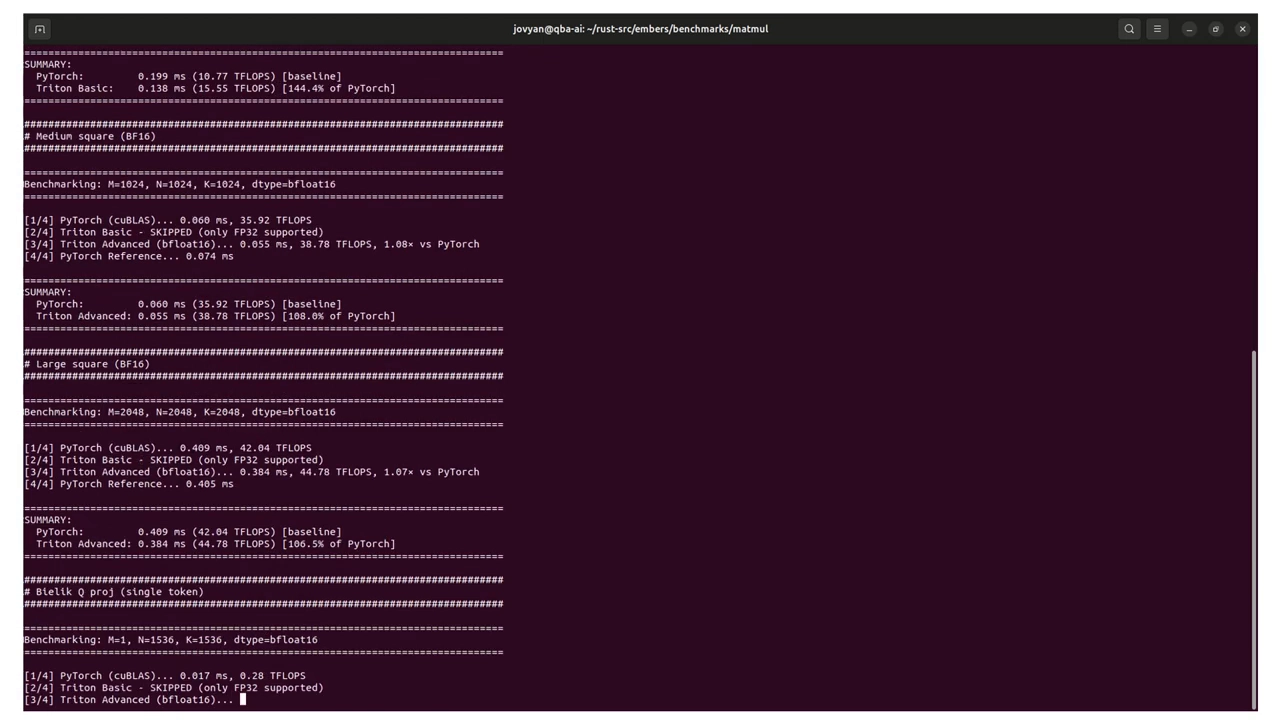 jovyan@qba-ai: ~/rust-src/embers/benchmarks/matmul
================================================================================
SUMMARY:
  PyTorch:         0.199 ms (10.77 TFLOPS) [baseline]
  Triton Basic:    0.138 ms (15.55 TFLOPS) [144.4% of PyTorch]
================================================================================
################################################################################
# Medium square (BF16)
################################################################################
================================================================================
Benchmarking: M=1024, N=1024, K=1024, dtype=bfloat16
================================================================================
[1/4] PyTorch (cuBLAS)... 0.060 ms, 35.92 TFLOPS
[2/4] Triton Basic - SKIPPED (only FP32 supported)
[3/4] Triton Advanced (bfloat16)... 0.055 ms, 38.78 TFLOPS, 1.08× vs PyTorch
[4/4] PyTorch Reference... 0.074 ms
================================================================================
SUMMARY:
  PyTorch:         0.060 ms (35.92 TFLOPS) [baseline]
  Triton Advanced: 0.055 ms (38.78 TFLOPS) [108.0% of PyTorch]
================================================================================
################################################################################
# Large square (BF16)
################################################################################
================================================================================
Benchmarking: M=2048, N=2048, K=2048, dtype=bfloat16
================================================================================
[1/4] PyTorch (cuBLAS)... 0.409 ms, 42.04 TFLOPS
[2/4] Triton Basic - SKIPPED (only FP32 supported)
[3/4] Triton Advanced (bfloat16)... 0.384 ms, 44.78 TFLOPS, 1.07× vs PyTorch
[4/4] PyTorch Reference... 0.405 ms
================================================================================
SUMMARY:
  PyTorch:         0.409 ms (42.04 TFLOPS) [baseline]
  Triton Advanced: 0.384 ms (44.78 TFLOPS) [106.5% of PyTorch]
================================================================================
################################################################################
# Bielik Q proj (single token)
################################################################################
================================================================================
Benchmarking: M=1, N=1536, K=1536, dtype=bfloat16
================================================================================
[1/4] PyTorch (cuBLAS)... 0.017 ms, 0.28 TFLOPS
[2/4] Triton Basic - SKIPPED (only FP32 supported)
[3/4] Triton Advanced (bfloat16)...